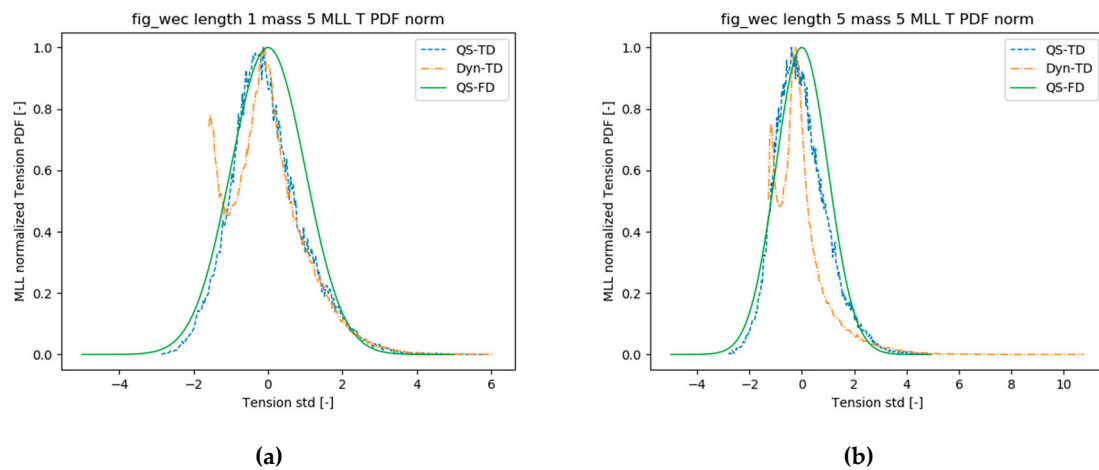 fig_wec length 1 mass 5 MLL T PDF norm
QS-TD
Dyn-TD
QS-FD
MLL normalized Tension PDF [-]
1.0
0.8
0.6
0.4
0.2
0.0
−4 −2 0 2 4 6
Tension std [-]
(a)
fig_wec length 5 mass 5 MLL T PDF norm
QS-TD
Dyn-TD
QS-FD
MLL normalized Tension PDF [-]
1.0
0.8
0.6
0.4
0.2
0.0
−4 −2 0 2 4 6 8 10
Tension std [-]
(b)